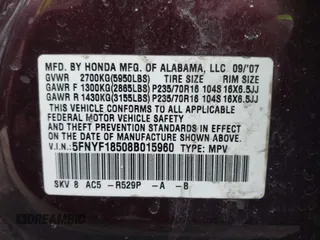 MFD. BY HONDA MFG. OF ALABAMA, LLC 09/'07
GVWR 2700KG(5950LBS) TIRE SIZE RIM SIZE
GAWR F 1300KG(2865LBS) P235/70R16 104S 16X6.5JJ
GAWR R 1430KG(3155LBS) P235/70R16 104S 16X6.5JJ
THIS VEHICLE CONFORMS TO ALL APPLICABLE
FEDERAL MOTOR VEHICLE SAFETY STANDARDS
IN EFFECT ON THE DATE OF MANUFACTURE SHOWN
ABOVE.
V.I.N.: 5FNYF18508B015960 TYPE: MPV
SKV 8 AC5 -R529P -A -B
DREAMBID